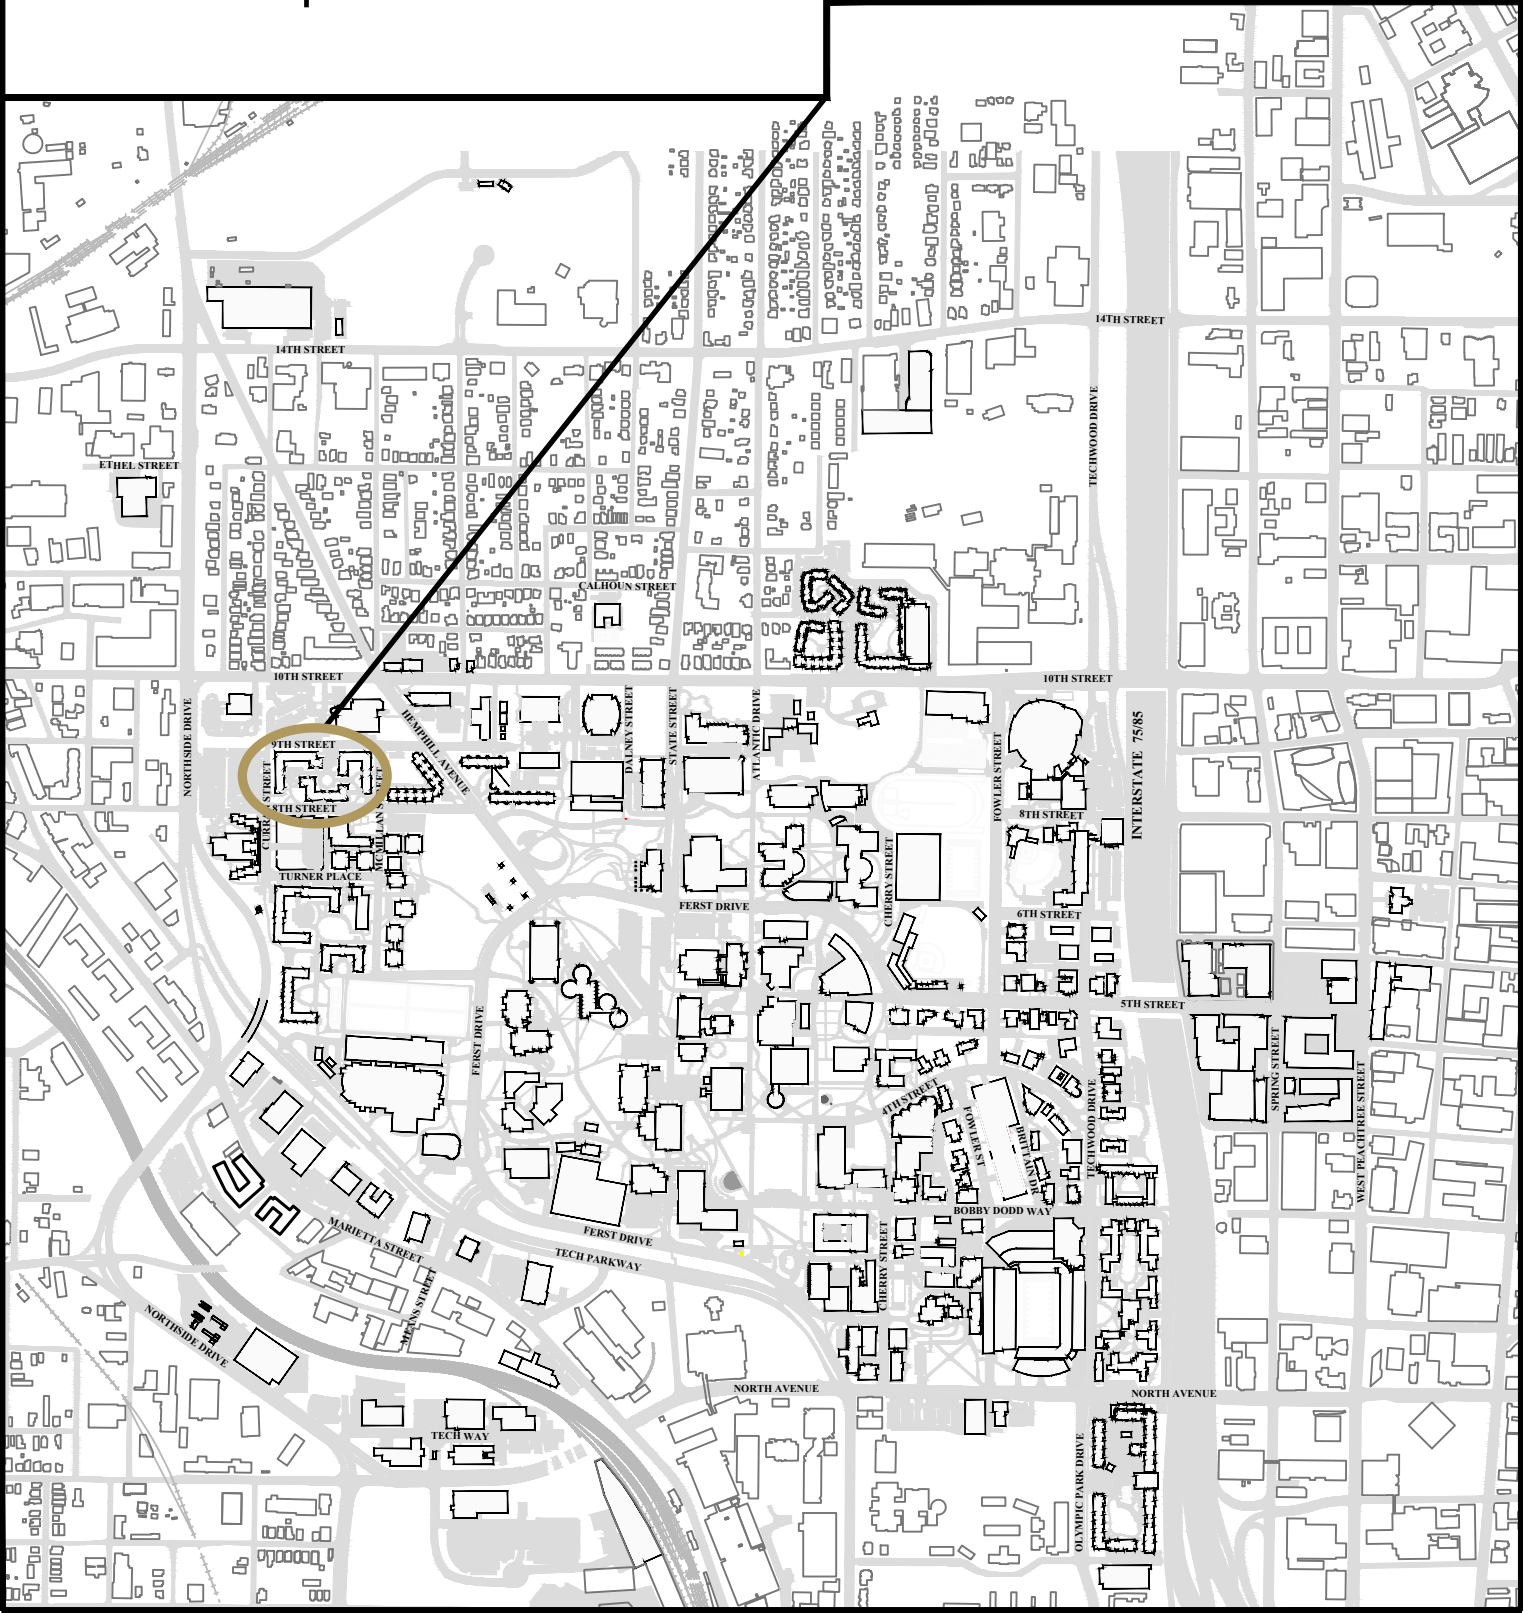 14TH STREET
14TH STREET
TECHWOOD DRIVE
ETHEL STREET
CALHOUN STREET
10TH STREET
10TH STREET
NORTHSIDE DRIVE
HEMPHILL AVENUE
DALNEY STREET
STATE STREET
ATLANTIC DRIVE
FOWLER STREET
INTERSTATE 75/85
9TH STREET
8TH STREET
8TH STREET
TURNER PLACE
CHERRY STREET
FERST DRIVE
6TH STREET
5TH STREET
FERST DRIVE
SPRING STREET
WEST PEACHTREE STREET
4TH STREET
FOWLER ST
BRITTAIN DR
TECHWOOD DRIVE
BOBBY DODD WAY
MARIETTA STREET
FERST DRIVE
TECH PARKWAY
CHERRY STREET
MEANS STREET
NORTHSIDE DRIVE
NORTH AVENUE
NORTH AVENUE
TECH WAY
OLYMPIC PARK DRIVE